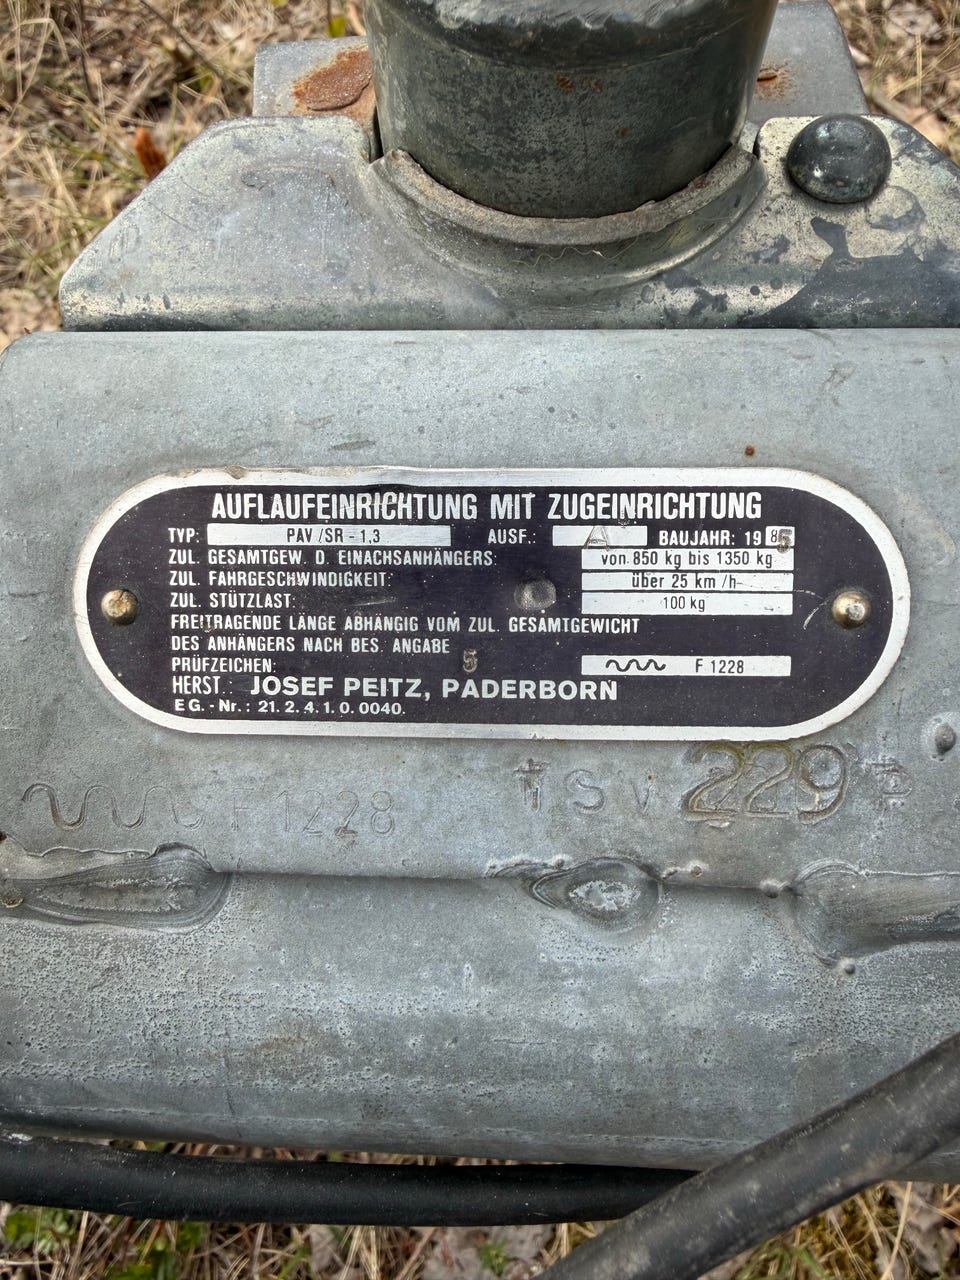 AUFLAUFEINRICHTUNG MIT ZUGEINRICHTUNG
TYP: PAV/SR-1,3 AUSF.: A BAUJAHR: 1985
ZUL. GESAMTGEW. D. EINACHSANHÄNGERS: von 850 kg bis 1350 kg
ZUL. FAHRGESCHWINDIGKEIT: über 25 km/h
ZUL. STÜTZLAST: 100 kg
FREITRAGENDE LÄNGE ABHÄNGIG VOM ZUL. GESAMTGEWICHT
DES ANHÄNGERS NACH BES. ANGABE 5
PRÜFZEICHEN: F 1228
HERST.: JOSEF PEITZ, PADERBORN
EG.-Nr.: 21.2.4.1.0.0040.
F1228 TSV 229 P